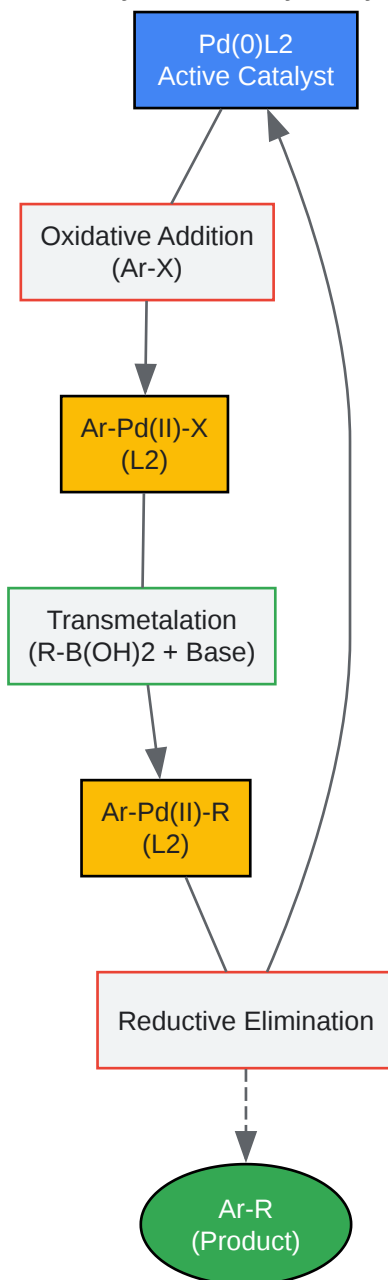 Pd(0)L2
Active Catalyst
Oxidative Addition
(Ar-X)
Ar-Pd(II)-X
(L2)
Transmetalation
(R-B(OH)2 + Base)
Ar-Pd(II)-R
(L2)
Reductive Elimination
Ar-R
(Product)